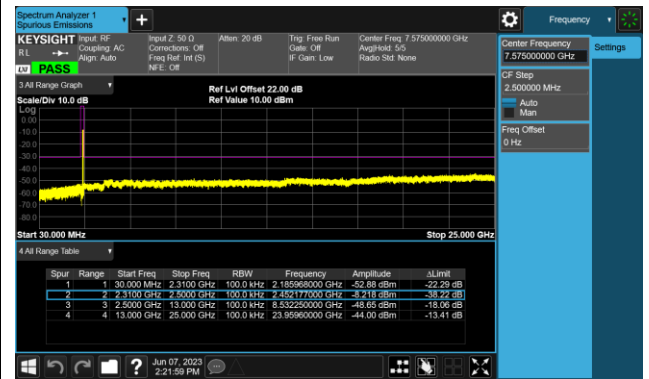 Spectrum Analyzer 1
Spurious Emissions
Frequency
KEYSIGHT Input: RF
RL
Coupling: AC
Align: Auto
Input Z: 50 Ω
Corrections: Off
Freq Ref: Int (S)
NFE: Off
Atten: 20 dB
Trig: Free Run
Gate: Off
IF Gain: Low
Center Freq: 7.575000000 GHz
Avg|Hold: 5/5
Radio Std: None
PASS
Center Frequency
7.575000000 GHz
Settings
CF Step
2.500000 MHz
Auto
Man
Freq Offset
0 Hz
3 All Range Graph
Scale/Div 10.0 dB
Ref Lvl Offset 22.00 dB
Ref Value 10.00 dBm
Log
0.00
-10.0
-20.0
-30.0
-40.0
-50.0
-60.0
-70.0
-80.0
Start 30.000 MHz
Stop 25.000 GHz
4 All Range Table
Spur Range Start Freq Stop Freq RBW Frequency Amplitude ΔLimit
1 1 30.000 MHz 2.3100 GHz 100.0 kHz 2.185968000 GHz -52.88 dBm -22.29 dB
2 2 2.3100 GHz 2.5000 GHz 100.0 kHz 2.452177000 GHz -8.218 dBm -38.22 dB
3 3 2.5000 GHz 13.000 GHz 100.0 kHz 8.532250000 GHz -48.65 dBm -18.06 dB
4 4 13.000 GHz 25.000 GHz 100.0 kHz 23.95960000 GHz -44.00 dBm -13.41 dB
Jun 07, 2023
2:21:59 PM